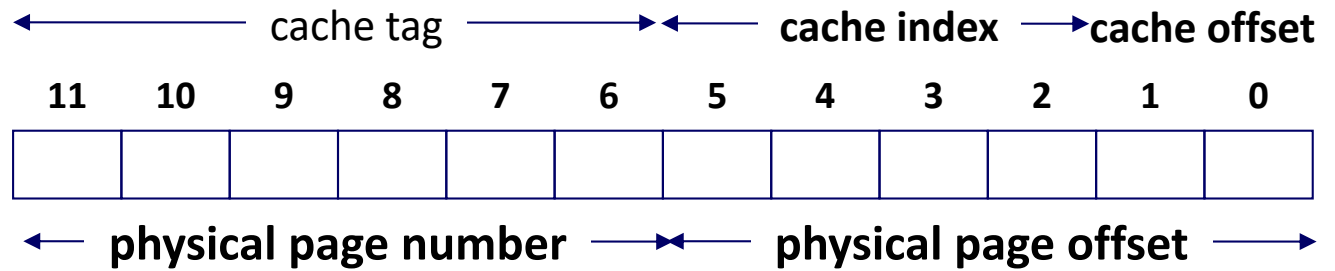 cache tag cache index cache offset
11 10 9 8 7 6 5 4 3 2 1 0
physical page number physical page offset